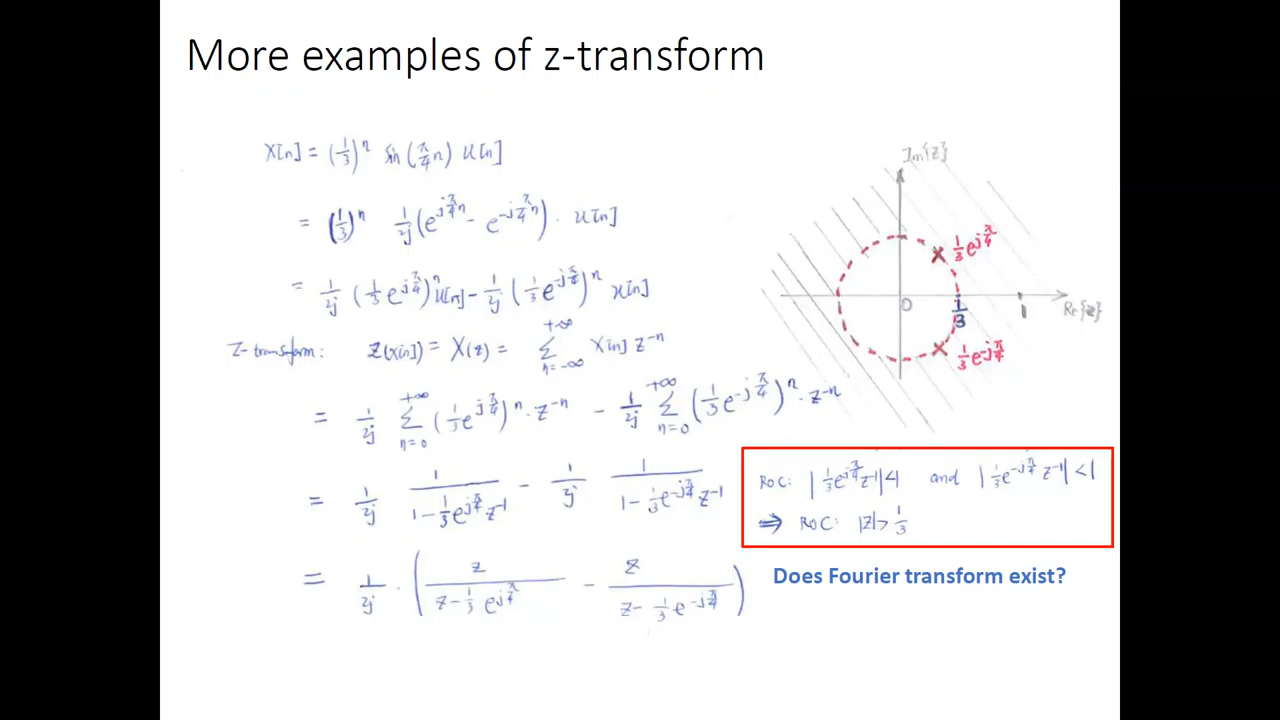 More examples of z-transform
X[n] = (1/3)^n sin(π/4 n) u[n]
= (1/3)^n 1/2j (e^{jπ/4 n} - e^{-jπ/4 n}) · u[n]
= 1/2j (1/3 e^{jπ/4})^n u[n] - 1/2j (1/3 e^{-jπ/4})^n u[n]
Z-transform: Z(x[n]) = X(z) = Σ_{n=-∞}^{+∞} X[n] z^{-n}
= 1/2j Σ_{n=0}^{+∞} (1/3 e^{jπ/4})^n · z^{-n} - 1/2j Σ_{n=0}^{+∞} (1/3 e^{-jπ/4})^n · z^{-n}
= 1/2j 1/(1 - 1/3 e^{jπ/4} z^{-1}) - 1/2j 1/(1 - 1/3 e^{-jπ/4} z^{-1})
= 1/2j · (z/(z - 1/3 e^{jπ/4}) - z/(z - 1/3 e^{-jπ/4}))
Im{z}
1/3 e^{jπ/4}
0
1/3
1
Re{z}
1/3 e^{-jπ/4}
ROC: |1/3 e^{jπ/4} z^{-1}| < 1 and |1/3 e^{-jπ/4} z^{-1}| < 1
⇒ ROC: |z| > 1/3
Does Fourier transform exist?